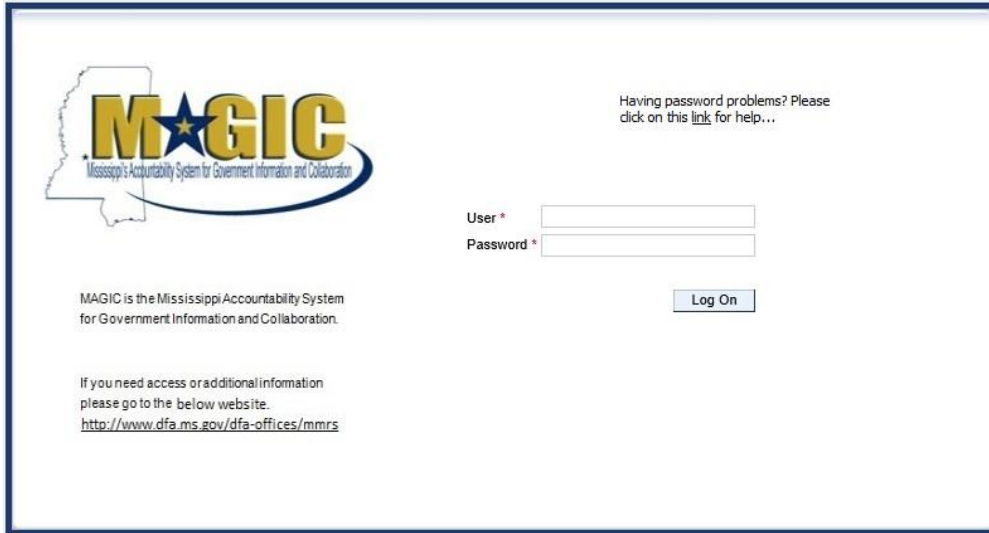 MAGIC
Mississippi's Accountability System for Government Information and Collaboration
Having password problems? Please
click on this link for help...
User *
Password *
Log On
MAGIC is the Mississippi Accountability System
for Government Information and Collaboration.
If you need access or additional information
please go to the below website.
http://www.dfa.ms.gov/dfa-offices/mmrs